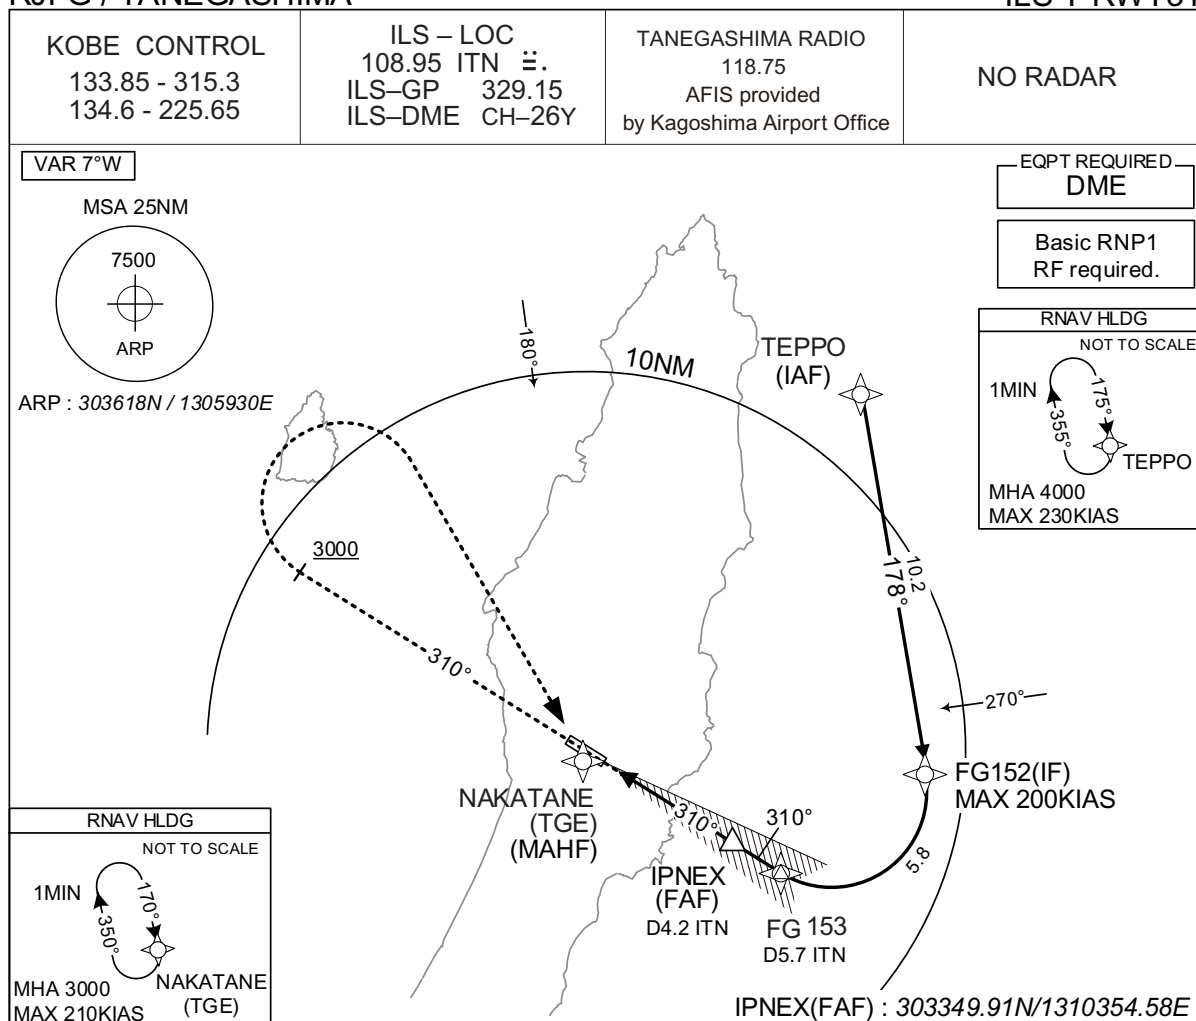 KOBE CONTROL
133.85 - 315.3
134.6 - 225.65
ILS – LOC
108.95 ITN
ILS–GP 329.15
ILS–DME CH–26Y
TANEGASHIMA RADIO
118.75
AFIS provided
by Kagoshima Airport Office
NO RADAR
VAR 7°W
MSA 25NM
7500
ARP
ARP : 303618N / 1305930E
EQPT REQUIRED
DME
Basic RNP1
RF required.
RNAV HLDG
NOT TO SCALE
1MIN
175°
355°
TEPPO
MHA 4000
MAX 230KIAS
180°
10NM
TEPPO
(IAF)
3000
10.2
178°
310°
270°
FG152(IF)
MAX 200KIAS
NAKATANE
(TGE)
(MAHF)
310°
310°
5.8
IPNEX
(FAF)
D4.2 ITN
FG 153
D5.7 ITN
RNAV HLDG
NOT TO SCALE
1MIN
170°
350°
NAKATANE
(TGE)
MHA 3000
MAX 210KIAS
IPNEX(FAF) : 303349.91N/1310354.58E